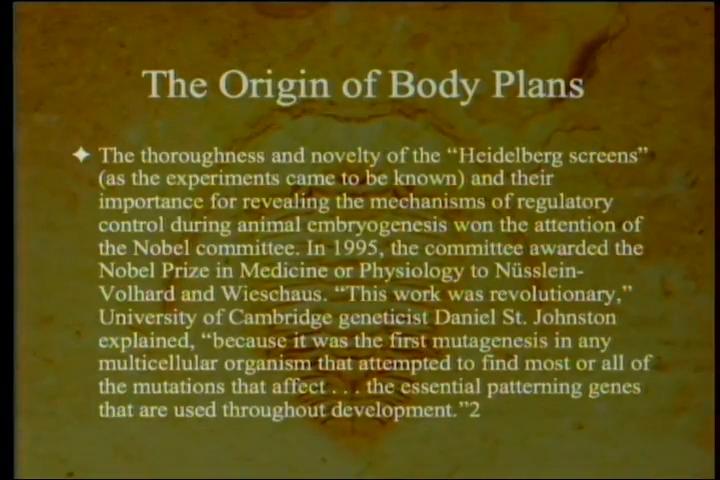 The Origin of Body Plans
The thoroughness and novelty of the “Heidelberg screens”
(as the experiments came to be known) and their
importance for revealing the mechanisms of regulatory
control during animal embryogenesis won the attention of
the Nobel committee. In 1995, the committee awarded the
Nobel Prize in Medicine or Physiology to Nüsslein-
Volhard and Wieschaus. “This work was revolutionary,”
University of Cambridge geneticist Daniel St. Johnston
explained, “because it was the first mutagenesis in any
multicellular organism that attempted to find most or all of
the mutations that affect . . . the essential patterning genes
that are used throughout development.”2